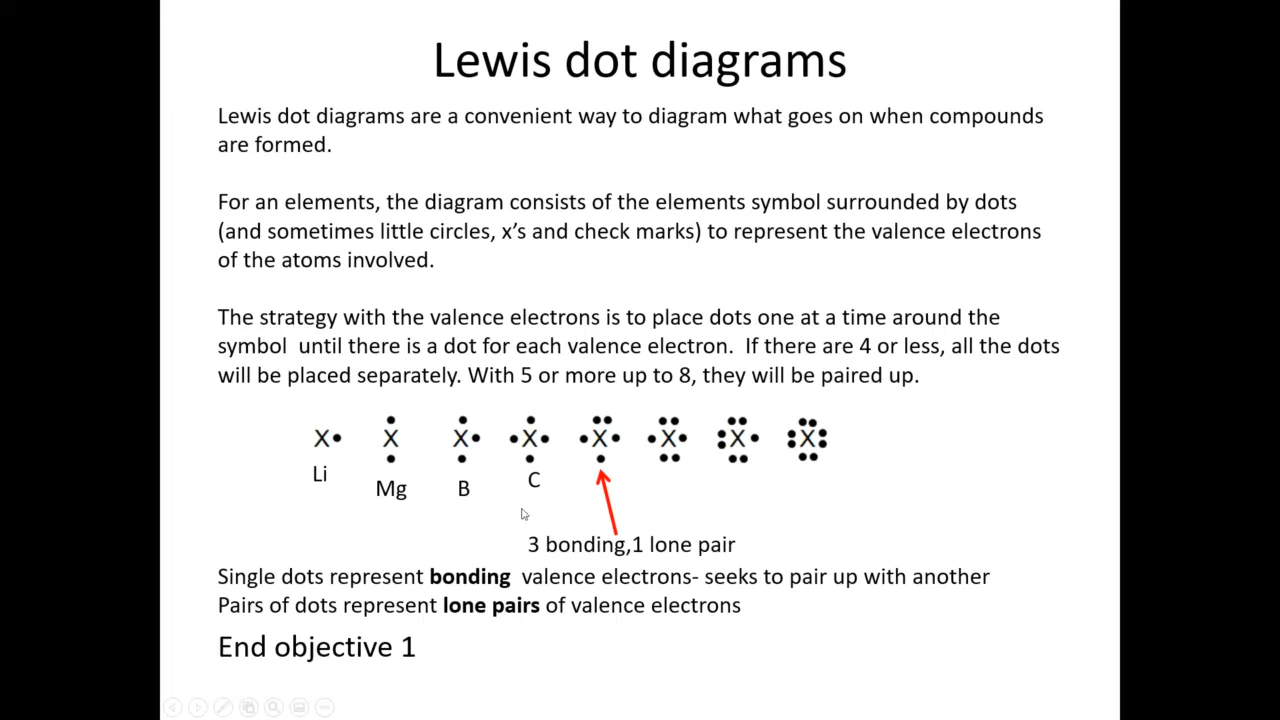 Lewis dot diagrams
Lewis dot diagrams are a convenient way to diagram what goes on when compounds
are formed.
For an elements, the diagram consists of the elements symbol surrounded by dots
(and sometimes little circles, x’s and check marks) to represent the valence electrons
of the atoms involved.
The strategy with the valence electrons is to place dots one at a time around the
symbol until there is a dot for each valence electron. If there are 4 or less, all the dots
will be placed separately. With 5 or more up to 8, they will be paired up.
X X X X X X X X
Li Mg B C
3 bonding,1 lone pair
Single dots represent bonding valence electrons- seeks to pair up with another
Pairs of dots represent lone pairs of valence electrons
End objective 1